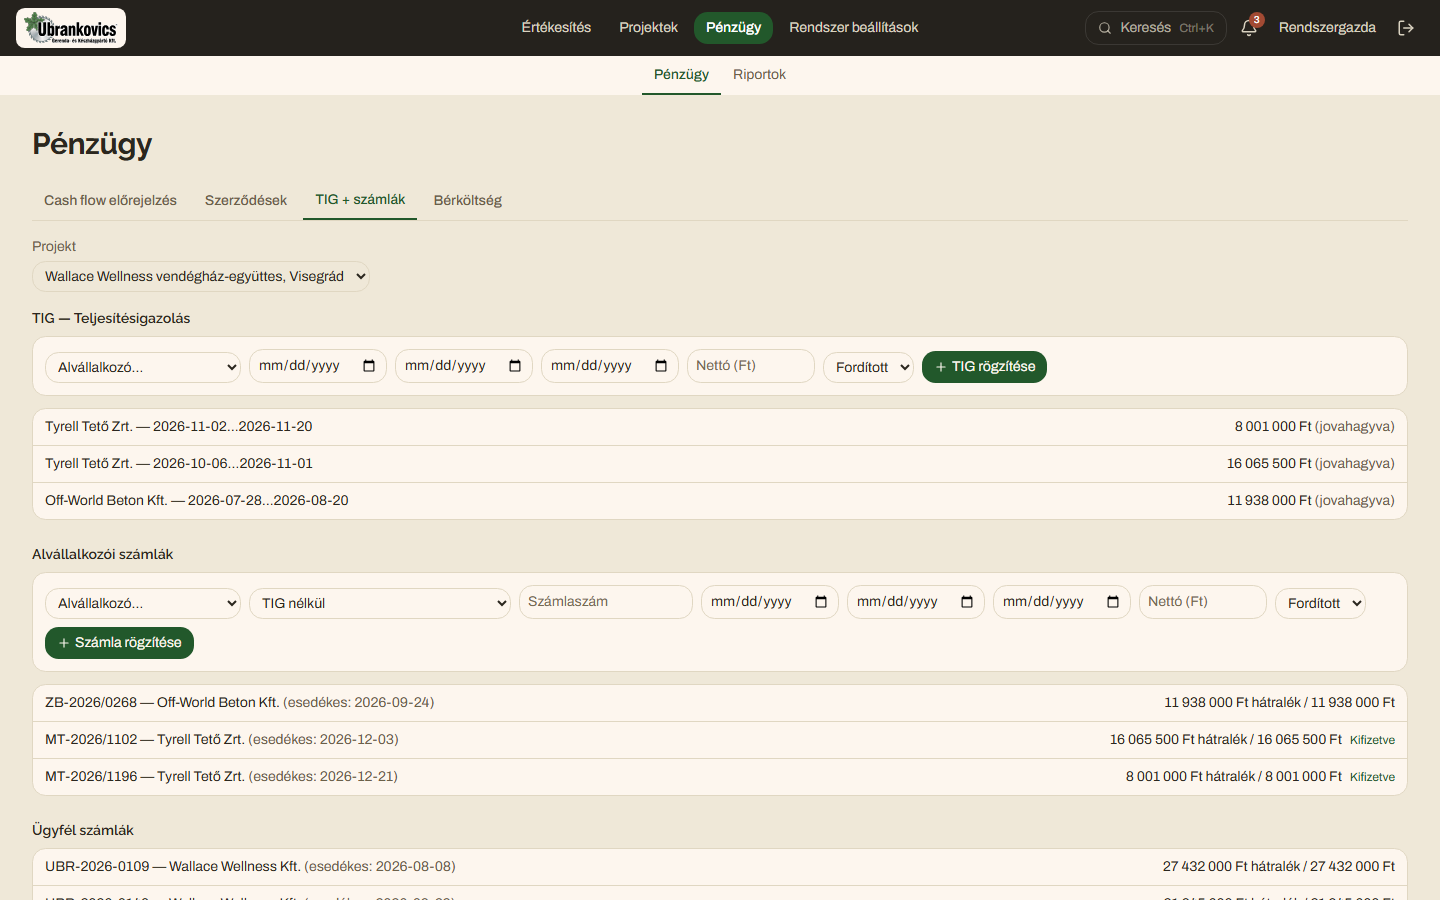 Ubrankovics
Gerenda- és Készházgyártó Kft.
Értékesítés
Projektek
Pénzügy
Rendszer beállítások
Keresés Ctrl+K
3
Rendszergazda
Pénzügy
Riportok
Pénzügy
Cash flow előrejelzés
Szerződések
TIG + számlák
Bérköltség
Projekt
Wallace Wellness vendégház-együttes, Visegrád
TIG — Teljesítésigazolás
Alvállalkozó... mm/dd/yyyy mm/dd/yyyy mm/dd/yyyy Nettó (Ft) Fordított + TIG rögzítése
Tyrell Tető Zrt. — 2026-11-02...2026-11-20 8 001 000 Ft (jovahagyva)
Tyrell Tető Zrt. — 2026-10-06...2026-11-01 16 065 500 Ft (jovahagyva)
Off-World Beton Kft. — 2026-07-28...2026-08-20 11 938 000 Ft (jovahagyva)
Alvállalkozói számlák
Alvállalkozó... TIG nélkül Számlaszám mm/dd/yyyy mm/dd/yyyy mm/dd/yyyy Nettó (Ft) Fordított
+ Számla rögzítése
ZB-2026/0268 — Off-World Beton Kft. (esedékes: 2026-09-24) 11 938 000 Ft hátralék / 11 938 000 Ft
MT-2026/1102 — Tyrell Tető Zrt. (esedékes: 2026-12-03) 16 065 500 Ft hátralék / 16 065 500 Ft Kifizetve
MT-2026/1196 — Tyrell Tető Zrt. (esedékes: 2026-12-21) 8 001 000 Ft hátralék / 8 001 000 Ft Kifizetve
Ügyfél számlák
UBR-2026-0109 — Wallace Wellness Kft. (esedékes: 2026-08-08) 27 432 000 Ft hátralék / 27 432 000 Ft